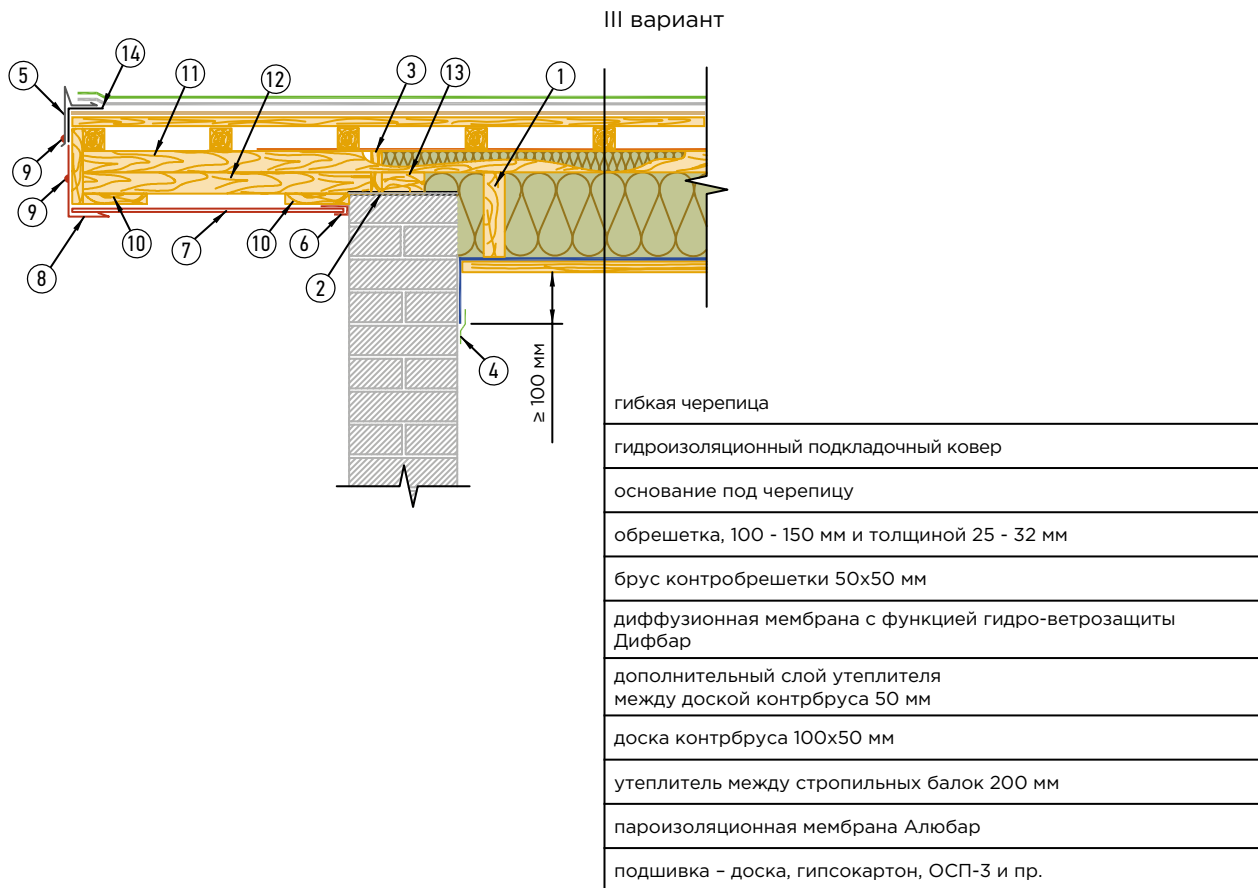 III вариант
14
5
11
12
3
13
1
9
9
8
10
7
10
6
2
4
≥ 100 мм
гибкая черепица
гидроизоляционный подкладочный ковер
основание под черепицу
обрешетка, 100 - 150 мм и толщиной 25 - 32 мм
брус контробрешетки 50х50 мм
диффузионная мембрана с функцией гидро-ветрозащиты
Дифбар
дополнительный слой утеплителя
между доской контрбруса 50 мм
доска контрбруса 100х50 мм
утеплитель между стропильных балок 200 мм
пароизоляционная мембрана Алюбар
подшивка – доска, гипсокартон, ОСП-3 и пр.